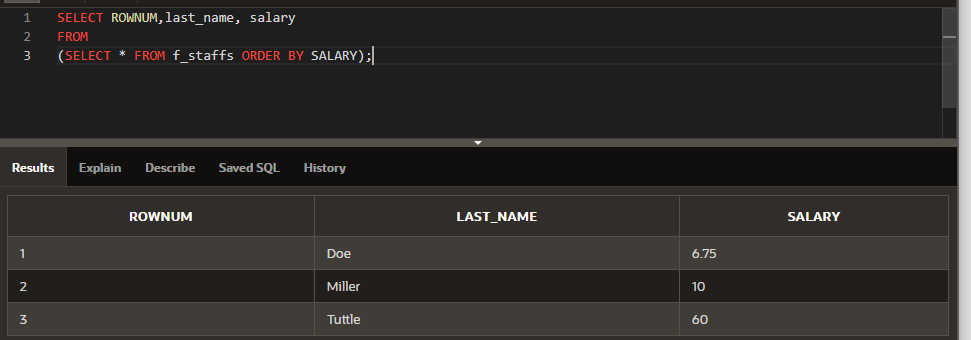 1 SELECT ROWNUM,last_name, salary
2 FROM
3 (SELECT * FROM f_staffs ORDER BY SALARY);
Results Explain Describe Saved SQL History
ROWNUM LAST_NAME SALARY
1 Doe 6.75
2 Miller 10
3 Tuttle 60